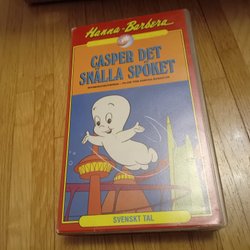 Hanna-Barbera
CASPER DET
SNÄLLA SPÖKET
SVENSKT TAL